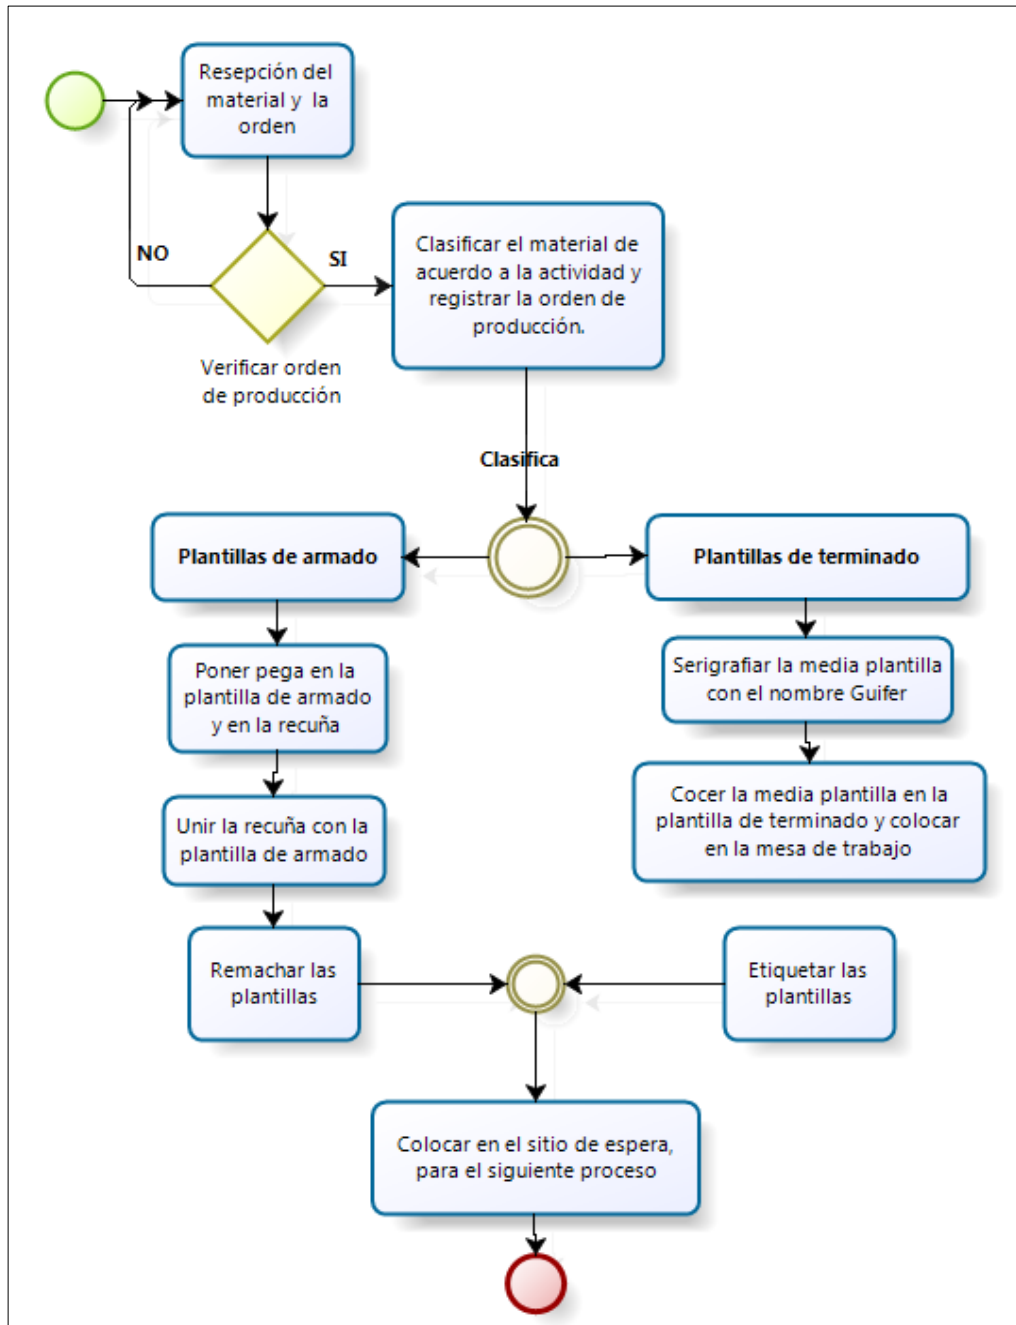 Resepción del
material y  la
orden
NO
SI
Verificar orden
de producción
Clasificar el material de
acuerdo a la actividad y
registrar la orden de
producción.
Clasifica
Plantillas de armado
Plantillas de terminado
Poner pega en la
plantilla de armado
y en la recuña
Serigrafiar la media plantilla
con el nombre Guifer
Unir la recuña con la
plantilla de armado
Cocer la media plantilla en la
plantilla de terminado y colocar
en la mesa de trabajo
Remachar las
plantillas
Etiquetar las
plantillas
Colocar en el sitio de espera,
para el siguiente proceso